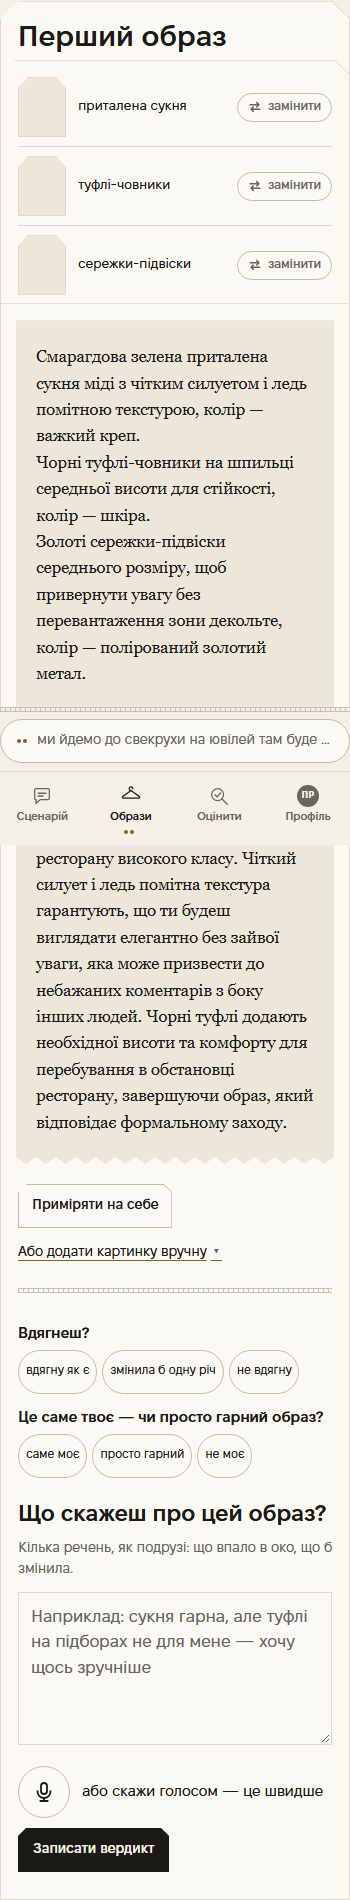 Перший образ
приталена сукня
замінити
туфлі-човники
замінити
сережки-підвіски
замінити
Смарагдова зелена приталена
сукня міді з чітким силуетом і ледь
помітною текстурою, колір —
важкий креп.
Чорні туфлі-човники на шпильці
середньої висоти для стійкості,
колір — шкіра.
Золоті сережки-підвіски
середнього розміру, щоб
привернути увагу без
перевантаження зони декольте,
колір — полірований золотий
метал.
ми йдемо до свекрухи на ювілей там буде ...
Сценарій
Образи
Оцінити
ПР
Профіль
ресторану високого класу. Чіткий
силует і ледь помітна текстура
гарантують, що ти будеш
виглядати елегантно без зайвої
уваги, яка може призвести до
небажаних коментарів з боку
інших людей. Чорні туфлі додають
необхідної висоти та комфорту для
перебування в обстановці
ресторану, завершуючи образ, який
відповідає формальному заходу.
Приміряти на себе
Або додати картинку вручну
Вдягнеш?
вдягну як є
змінила б одну річ
не вдягну
Це саме твоє — чи просто гарний образ?
саме моє
просто гарний
не моє
Що скажеш про цей образ?
Кілька речень, як подрузі: що впало в око, що б
змінила.
Наприклад: сукня гарна, але туфлі
на підборах не для мене — хочу
щось зручніше
або скажи голосом — це швидше
Записати вердикт